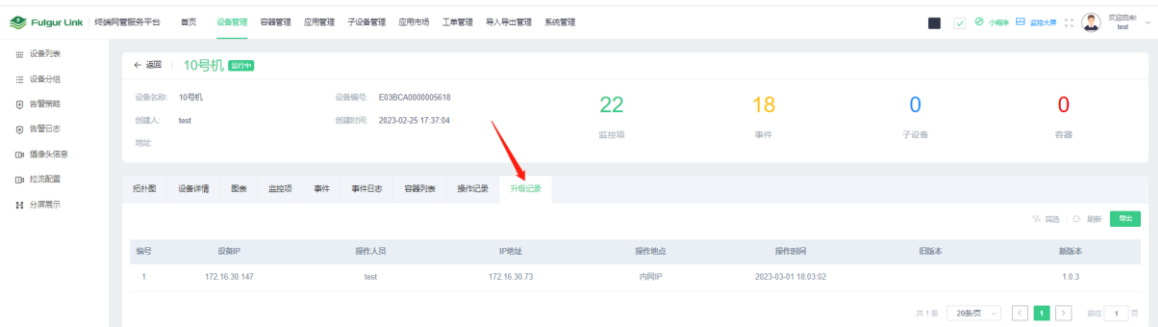 Fulgur Link 终端网管服务平台 首页 设备管理 容器管理 应用管理 子设备管理 应用市场 工单管理 导入导出管理 系统管理 小程序 监控大屏 欢迎回来! test
设备列表
设备分组
告警策略
告警日志
摄像头信息
拉流配置
分屏展示
← 返回 10号机 运行中
设备名称: 10号机 设备编号: E03BCA0000005618
创建人: test 创建时间: 2023-02-25 17:37:04
地址:
22 18 0 0
监控项 事件 子设备 容器
拓扑图 设备详情 图表 监控项 事件 事件日志 容器列表 操作记录 升级记录
筛选 刷新 导出
编号 设备IP 操作人员 IP地址 操作地点 操作时间 旧版本 新版本
1 172.16.30.147 test 172.16.30.73 内网IP 2023-03-01 18:03:02 1.0.3
共 1 条 20条/页 < 1 > 前往 1 页